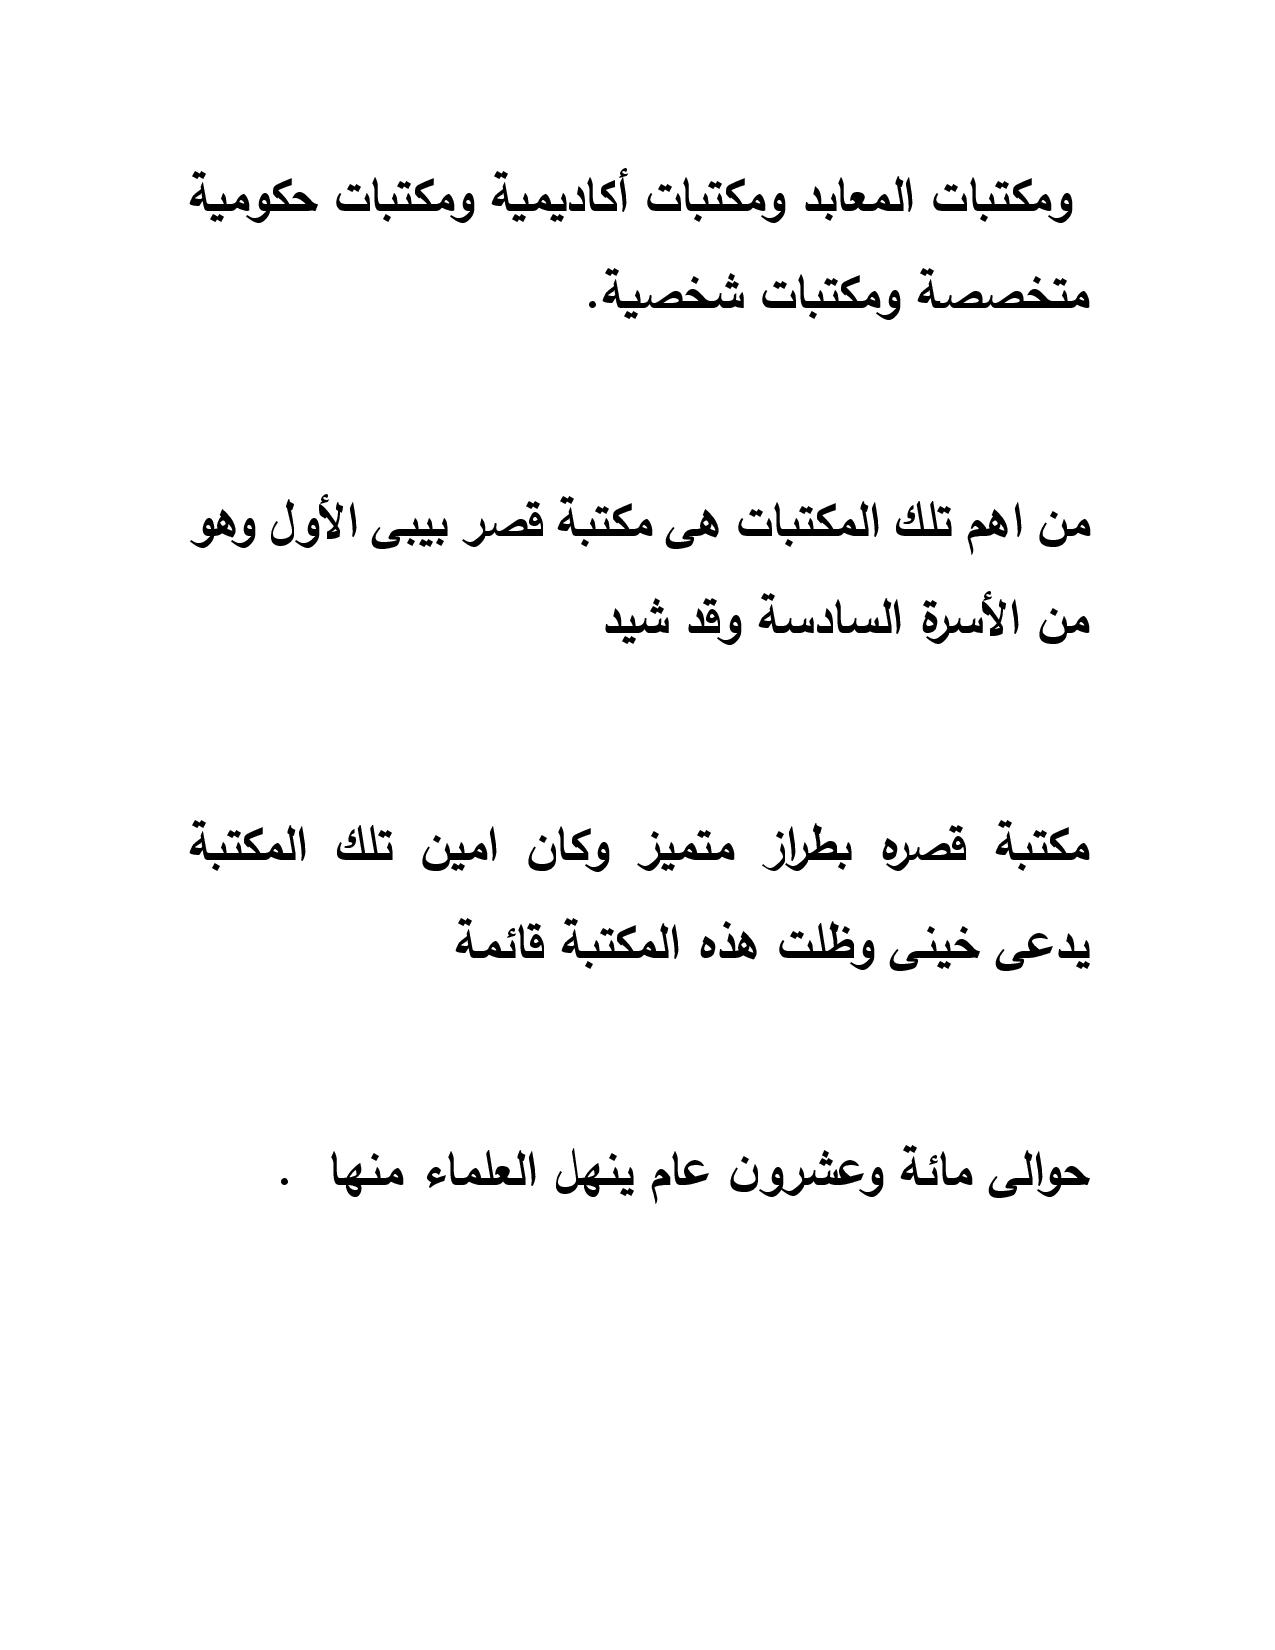 ومكتبات المعابد ومكتبات أكاديمية ومكتبات حكومية
متخصصة ومكتبات شخصية.
من اهم تلك المكتبات هى مكتبة قصر بيبى الأول وهو
من الأسرة السادسة وقد شيد
مكتبة قصره بطراز متميز وكان امين تلك المكتبة
يدعى خينى وظلت هذه المكتبة قائمة
حوالى مائة وعشرون عام ينهل العلماء منها .